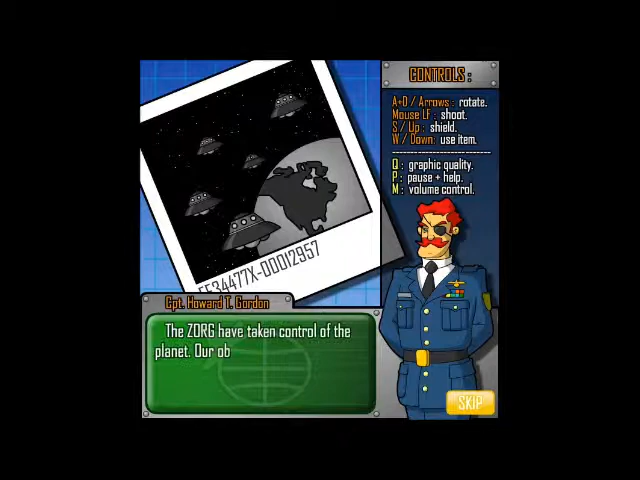 CONTROLS :
A+D / Arrows : rotate.
Mouse LF : shoot.
S / Up : shield.
W / Down: use item.
Q : graphic quality.
P : pause + help.
M : volume control.
34477X-00012957
Cpt. Howard T. Gordon
The ZORG have taken control of the
planet. Our ob
SKIP